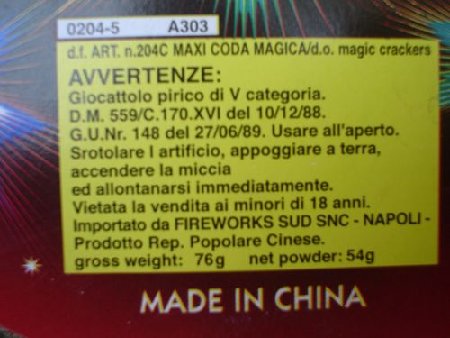 0204-5 A303
d.f. ART. n.204C MAXI CODA MAGICA/d.o. magic crackers
AVVERTENZE:
Giocattolo pirico di V categoria.
D.M. 559/C.170.XVI del 10/12/88.
G.U.Nr. 148 del 27/06/89. Usare all'aperto.
Srotolare l artificio, appoggiare a terra,
accendere la miccia
ed allontanarsi immediatamente.
Vietata la vendita ai minori di 18 anni.
Importato da FIREWORKS SUD SNC - NAPOLI -
Prodotto Rep. Popolare Cinese.
gross weight: 76g net powder: 54g
MADE IN CHINA